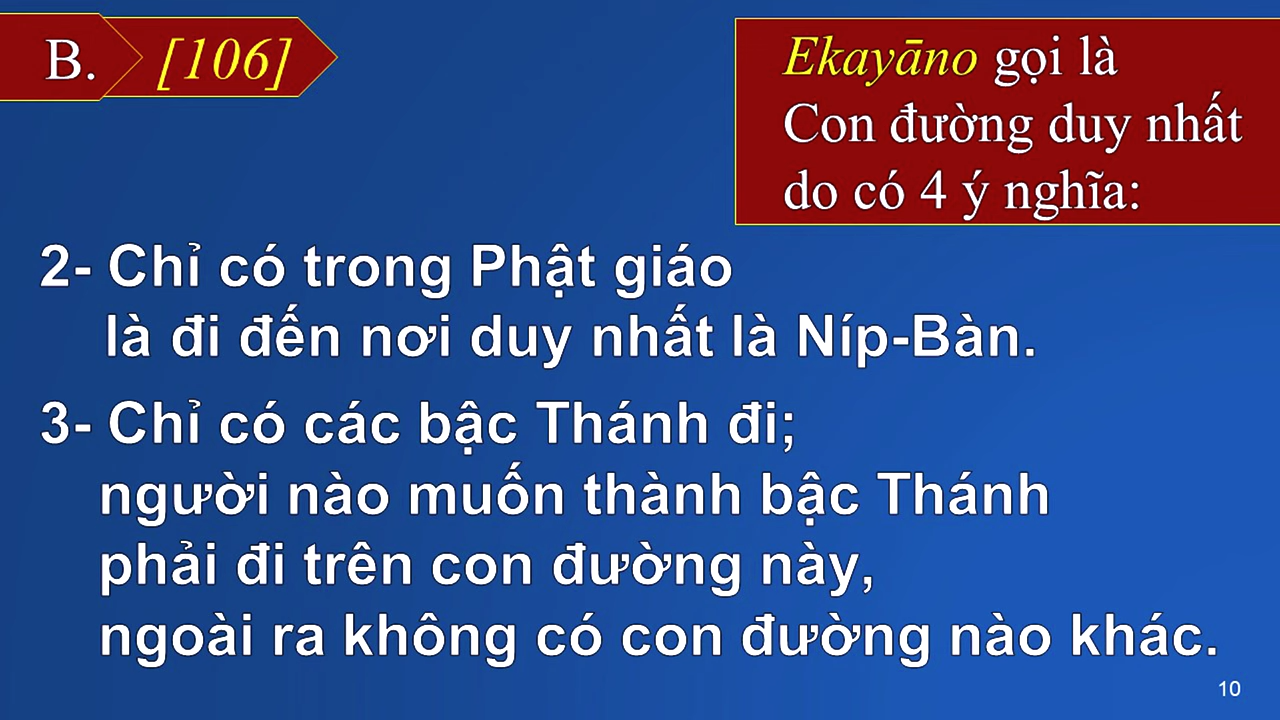 B. [106]
Ekayāno gọi là
Con đường duy nhất
do có 4 ý nghĩa:
2- Chỉ có trong Phật giáo
là đi đến nơi duy nhất là Níp-Bàn.
3- Chỉ có các bậc Thánh đi;
người nào muốn thành bậc Thánh
phải đi trên con đường này,
ngoài ra không có con đường nào khác.
10